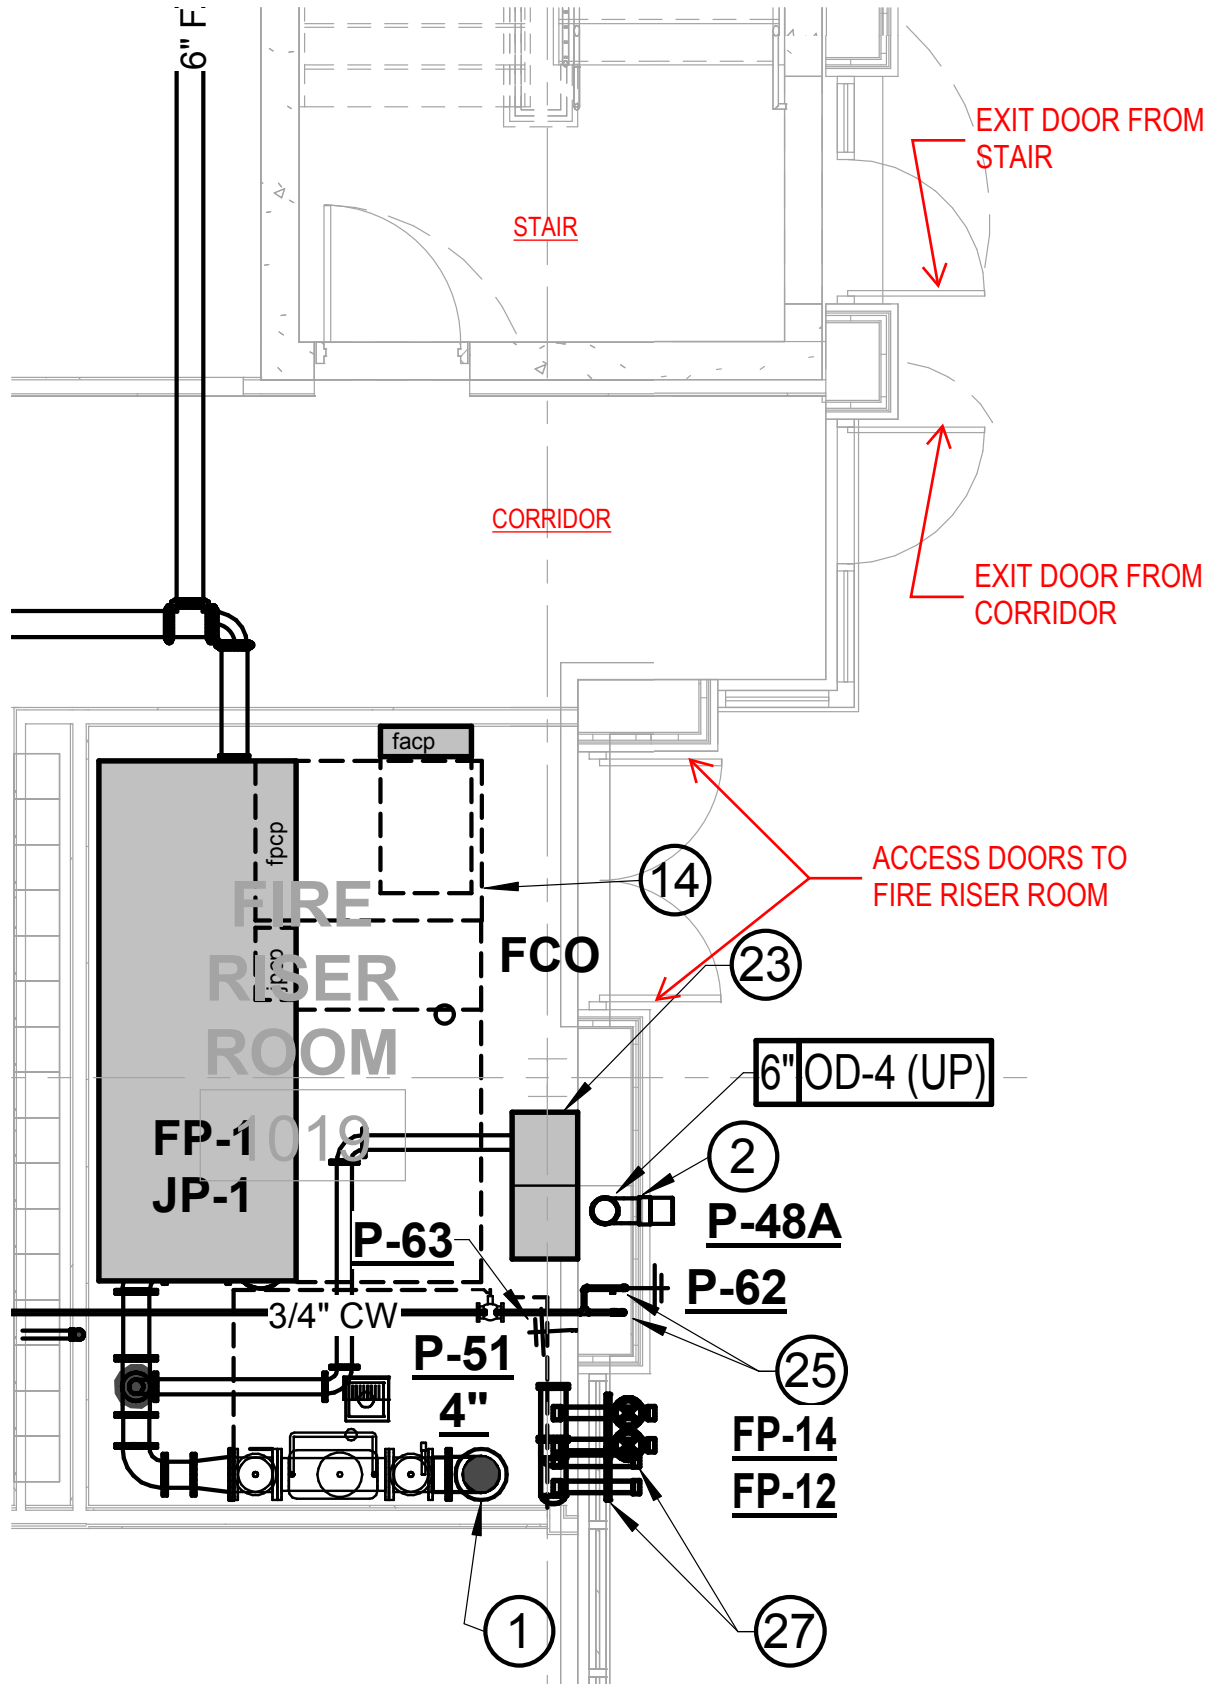 6" F
EXIT DOOR FROM
STAIR
STAIR
CORRIDOR
EXIT DOOR FROM
CORRIDOR
facp
fpcp
ACCESS DOORS TO
FIRE RISER ROOM
14
FIRE
RISER
ROOM
1019
jpcp
FCO
23
6" OD-4 (UP)
FP-1
JP-1
2
P-48A
P-63
P-62
3/4" CW
P-51
4"
25
FP-14
FP-12
1
27